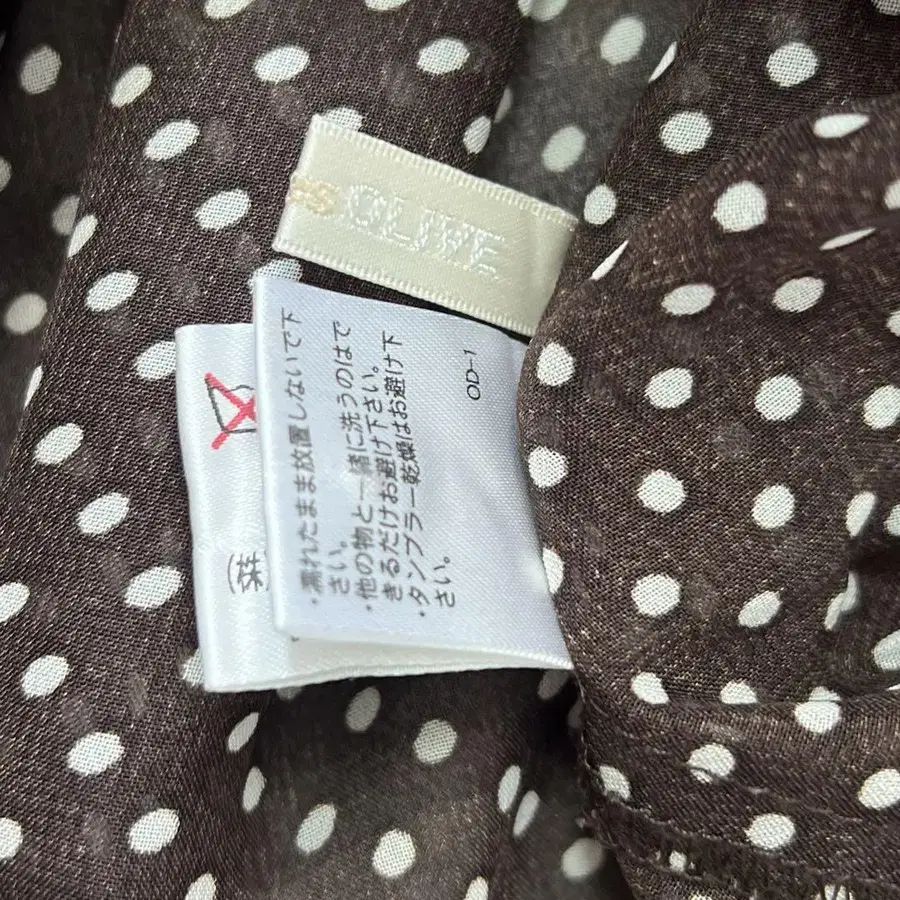 OLIVE
・濡れたまま放置しないで下
さい。
・他の物と一緒に洗うのはで
きるだけお避け下さい。
・タンブラー乾燥はお避け下
さい。
OD-1
(株)